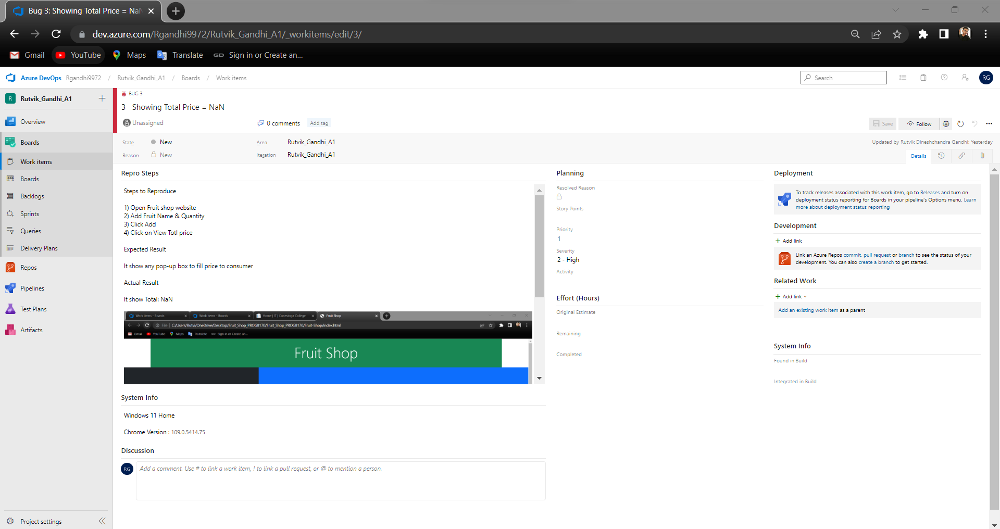 Bug 3: Showing Total Price = NaN
dev.azure.com/Rgandhi9972/Rutvik_Gandhi_A1/_workitems/edit/3/
Gmail
YouTube
Maps
Translate
GD Sign in or Create an...
Azure DevOps Rgandhi9972 / Rutvik_Gandhi_A1 / Boards / Work items
Search
RG
R Rutvik_Gandhi_A1
Overview
Boards
Work items
Boards
Backlogs
Sprints
Queries
Delivery Plans
Repos
Pipelines
Test Plans
Artifacts
Project settings
BUG 3
3 Showing Total Price = NaN
Unassigned
0 comments
Add tag
Save
Follow
State New
Area Rutvik_Gandhi_A1
Reason New
Iteration Rutvik_Gandhi_A1
Updated by Rutvik Dineshchandra Gandhi: Yesterday
Details
Repro Steps
Steps to Reproduce
1) Open Fruit shop website
2) Add Fruit Name & Quantity
3) Click Add
4) Click on View Totl price
Expected Result
It show any pop-up box to fill price to consumer
Actual Result
It show Total: NaN
Work items - Boards
Work items - Boards
Home | IT | Conestoga College
Fruit Shop
File | C:/Users/Rutvi/OneDrive/Desktop/Fruit_Shop_PROG8170/Fruit_Shop_PROG8170/Fruit-Shop/index.html
Gmail
YouTube
Maps
Translate
Sign in or Create an...
Fruit Shop
System Info
Windows 11 Home
Chrome Version : 109.0.5414.75
Discussion
RG
Add a comment. Use # to link a work item, ! to link a pull request, or @ to mention a person.
Planning
Resolved Reason
Story Points
Priority
1
Severity
2 - High
Activity
Effort (Hours)
Original Estimate
Remaining
Completed
Deployment
To track releases associated with this work item, go to Releases and turn on
deployment status reporting for Boards in your pipeline's Options menu. Learn
more about deployment status reporting
Development
Add link
Link an Azure Repos commit, pull request or branch to see the status of your
development. You can also create a branch to get started.
Related Work
Add link
Add an existing work item as a parent
System Info
Found in Build
Integrated in Build